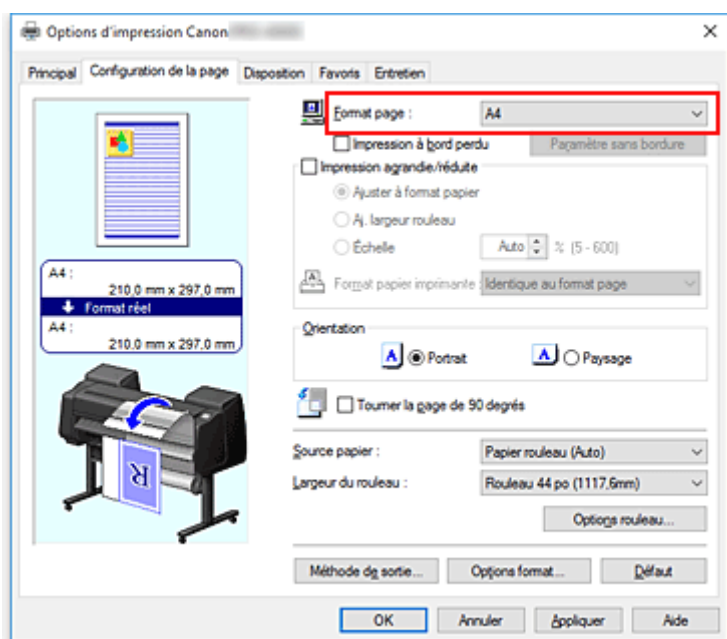 Options d'impression Canon
Principal Configuration de la page Disposition Favoris Entretien
Format page : A4
Impression à bord perdu Paramètre sans bordure
Impression agrandie/réduite
Ajuster à format papier
Aj. largeur rouleau
Échelle Auto % (5 - 600)
Format papier imprimante : Identique au format page
A4 :
210,0 mm x 297,0 mm
Format réel
A4 :
210.0 mm x 297.0 mm
Orientation
Portrait Paysage
Tourner la page de 90 degrés
Source papier : Papier rouleau (Auto)
Largeur du rouleau : Rouleau 44 po (1117,6mm)
Options rouleau...
Méthode de sortie... Options format... Défaut
OK Annuler Appliquer Aide